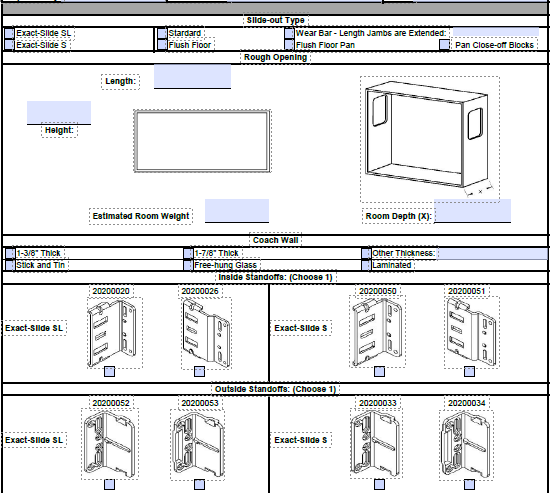 Slide-out Type
Exact-Slide SL Stardard Wear Bar - Length Jambs are Extended:
Exact-Slide S Flush Floor Flush Floor Pan Pan Close-off Blocks
Rough Opening
Length:
Height:
X
Estimated Room Weight Room Depth (X):
Coach Wall
1-3/8" Thick 1-7/8" Thick Other Thickness:
Stick and Tin Free-hung Glass Laminated
Inside Standoffs: (Choose 1)
20200020 20200026 20200050 20200051
Exact-Slide SL Exact-Slide S
Outside Standoffs: (Choose 1)
20200052 20200053 20200033 20200034
Exact-Slide SL Exact-Slide S